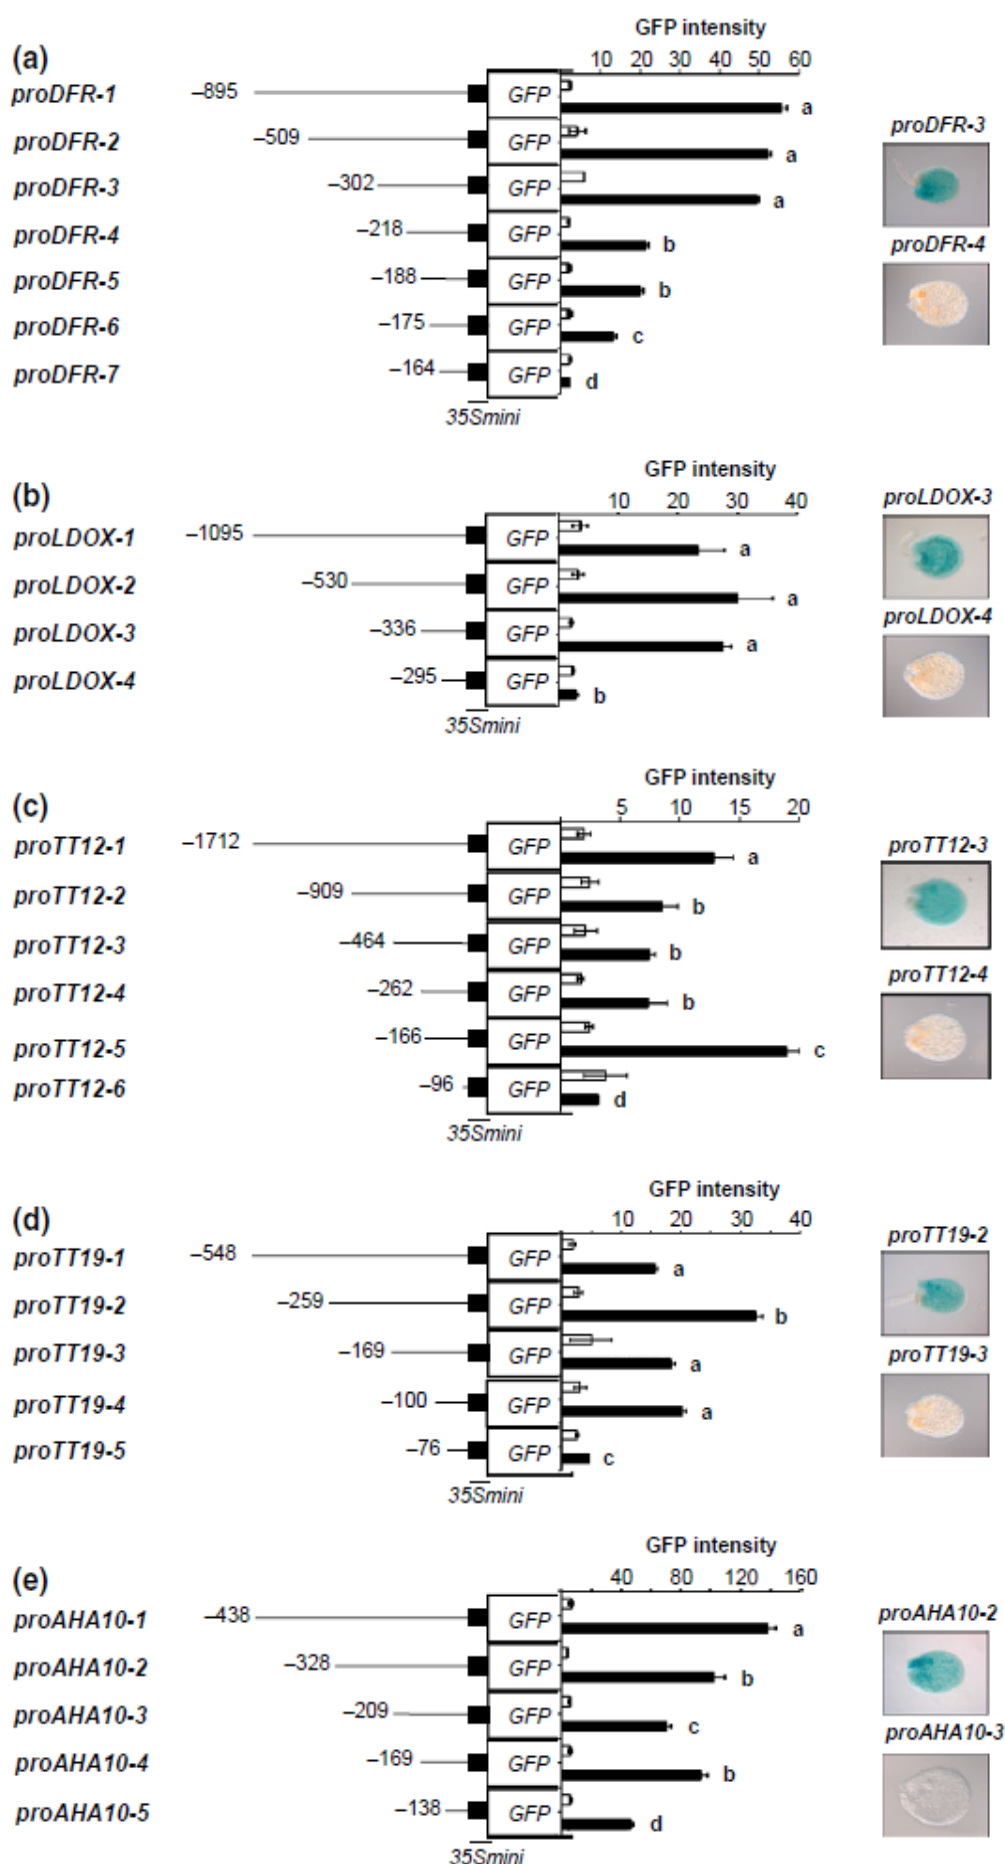 (a)
GFP intensity
10 20 30 40 50 60
proDFR-1 –895 GFP a
proDFR-2 –509 GFP a
proDFR-3 –302 GFP a
proDFR-4 –218 GFP b
proDFR-5 –188 GFP b
proDFR-6 –175 GFP c
proDFR-7 –164 GFP d
35Smini
proDFR-3
proDFR-4
(b)
GFP intensity
10 20 30 40
proLDOX-1 –1095 GFP a
proLDOX-2 –530 GFP a
proLDOX-3 –336 GFP a
proLDOX-4 –295 GFP b
35Smini
proLDOX-3
proLDOX-4
(c)
GFP intensity
5 10 15 20
proTT12-1 –1712 GFP a
proTT12-2 –909 GFP b
proTT12-3 –464 GFP b
proTT12-4 –262 GFP b
proTT12-5 –166 GFP c
proTT12-6 –96 GFP d
35Smini
proTT12-3
proTT12-4
(d)
GFP intensity
10 20 30 40
proTT19-1 –548 GFP a
proTT19-2 –259 GFP b
proTT19-3 –169 GFP a
proTT19-4 –100 GFP a
proTT19-5 –76 GFP c
35Smini
proTT19-2
proTT19-3
(e)
GFP intensity
40 80 120 160
proAHA10-1 –438 GFP a
proAHA10-2 –328 GFP b
proAHA10-3 –209 GFP c
proAHA10-4 –169 GFP b
proAHA10-5 –138 GFP d
35Smini
proAHA10-2
proAHA10-3